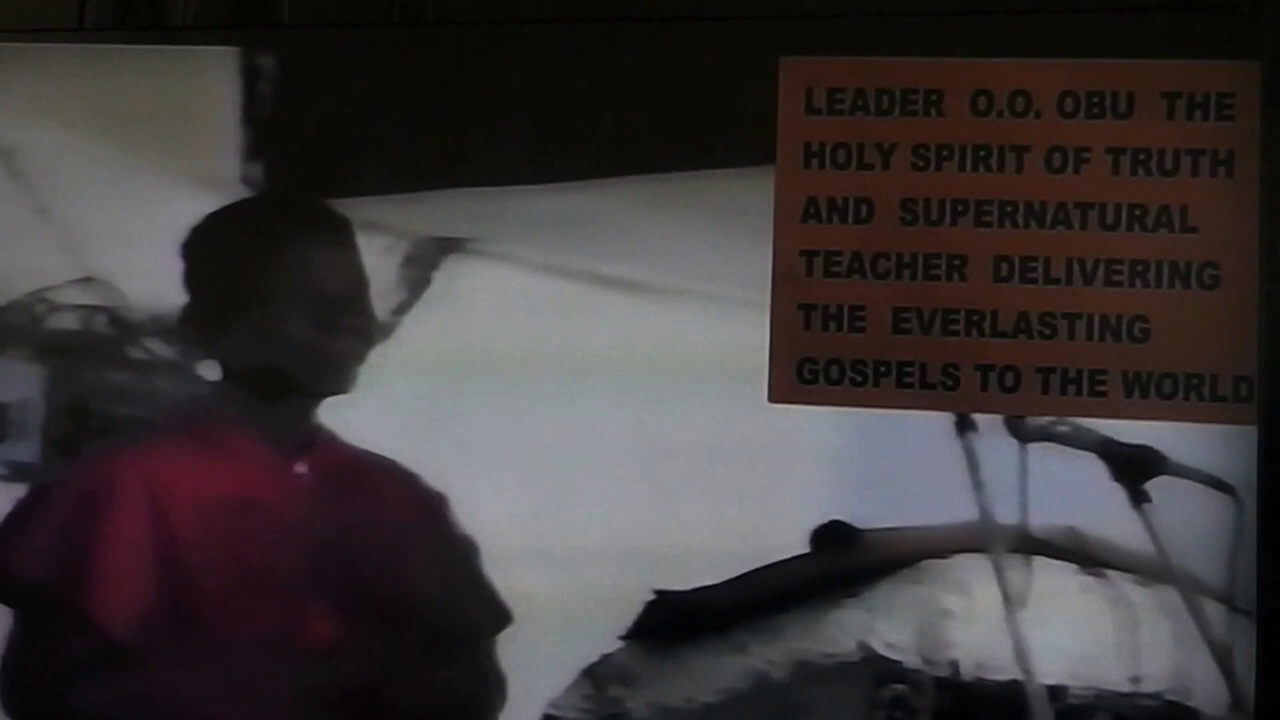 LEADER O.O. OBU THE
HOLY SPIRIT OF TRUTH
AND SUPERNATURAL
TEACHER DELIVERING
THE EVERLASTING
GOSPELS TO THE WORLD